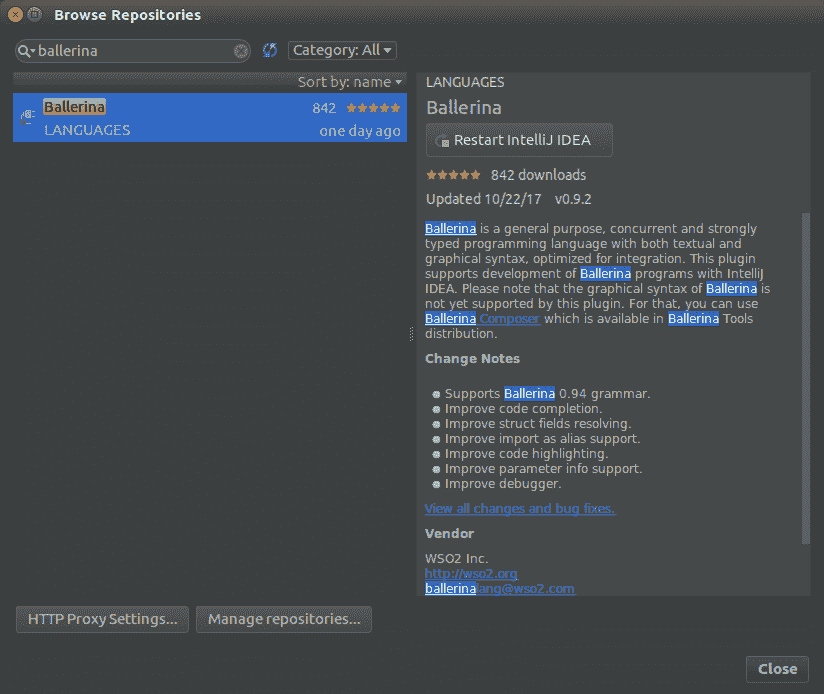 Browse Repositories
ballerina
Category: All
Sort by: name
Ballerina
842
LANGUAGES
one day ago
LANGUAGES
Ballerina
Restart IntelliJ IDEA
842 downloads
Updated 10/22/17 v0.9.2
Ballerina is a general purpose, concurrent and strongly
typed programming language with both textual and
graphical syntax, optimized for integration. This plugin
supports development of Ballerina programs with IntelliJ
IDEA. Please note that the graphical syntax of Ballerina is
not yet supported by this plugin. For that, you can use
Ballerina Composer which is available in Ballerina Tools
distribution.
Change Notes
Supports Ballerina 0.94 grammar.
Improve code completion.
Improve struct fields resolving.
Improve import as alias support.
Improve code highlighting.
Improve parameter info support.
Improve debugger.
View all changes and bug fixes.
Vendor
WSO2 Inc.
http://wso2.org
ballerinalang@wso2.com
HTTP Proxy Settings...
Manage repositories...
Close